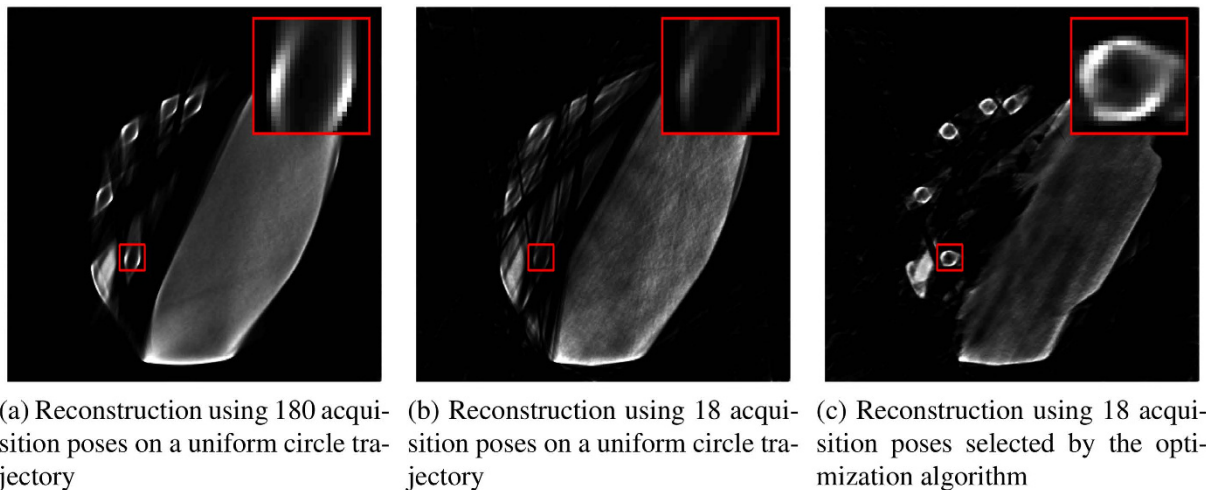 (a) Reconstruction using 180 acqui-
sition poses on a uniform circle tra-
jectory
(b) Reconstruction using 18 acqui-
sition poses on a uniform circle tra-
jectory
(c) Reconstruction using 18 acqui-
sition poses selected by the opti-
mization algorithm